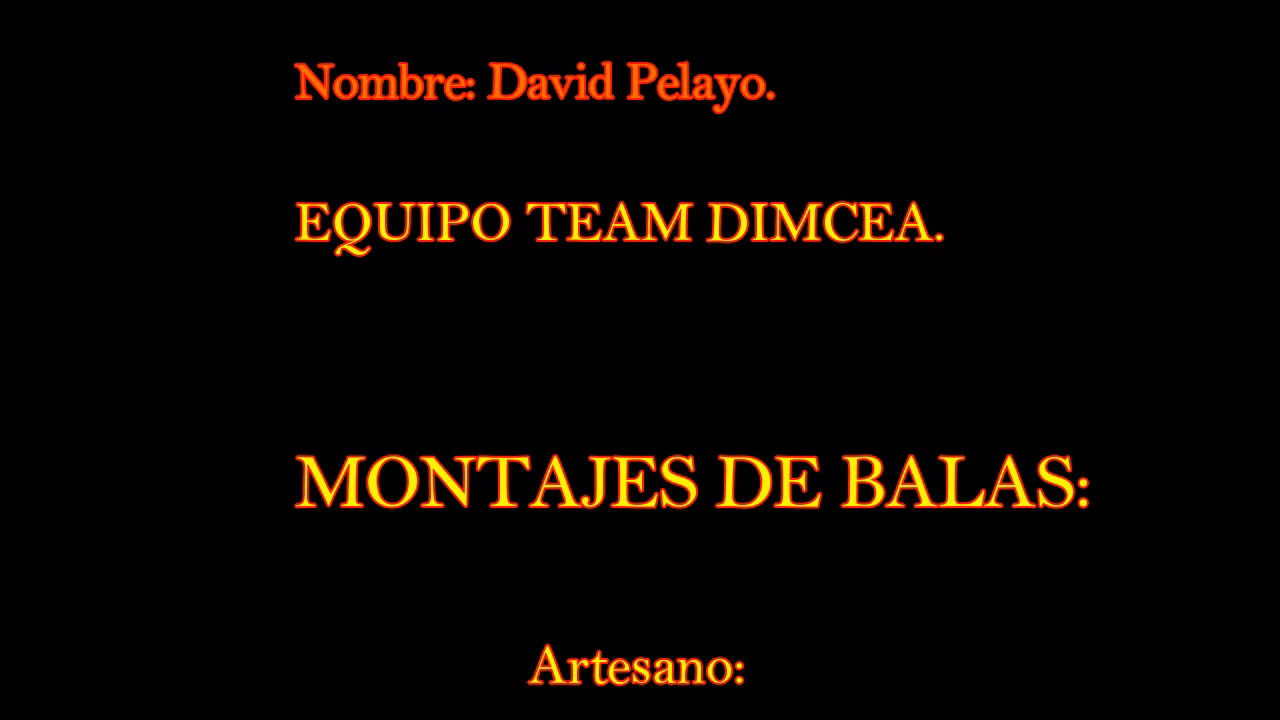 Nombre: David Pelayo.
EQUIPO TEAM DIMCEA.
MONTAJES DE BALAS:
Artesano: